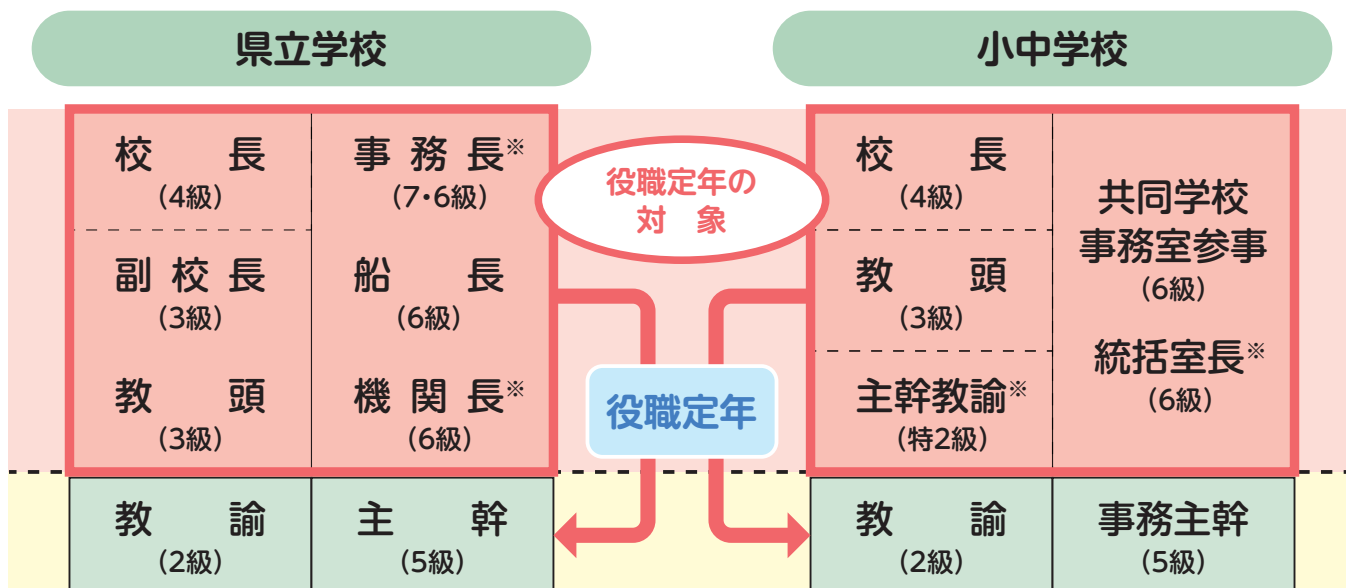 県立学校
校長
(4級)
副校長
(3級)
教頭
(3級)
事務長※
(7・6級)
船長
(6級)
機関長※
(6級)
教諭
(2級)
主幹
(5級)
役職定年の
対象
役職定年
小中学校
校長
(4級)
教頭
(3級)
主幹教諭※
(特2級)
共同学校
事務室参事
(6級)
統括室長※
(6級)
教諭
(2級)
事務主幹
(5級)